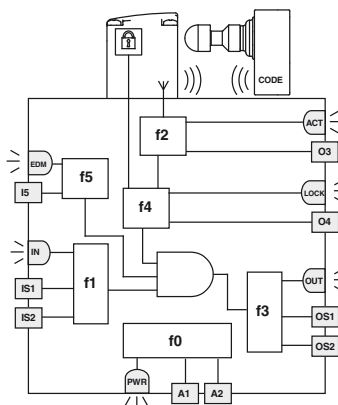 CODE
ACT
f2
O3
EDM
f5
I5
LOCK
f4
O4
IN
f1
OUT
IS1
f3
OS1
IS2
OS2
f0
PWR
A1
A2